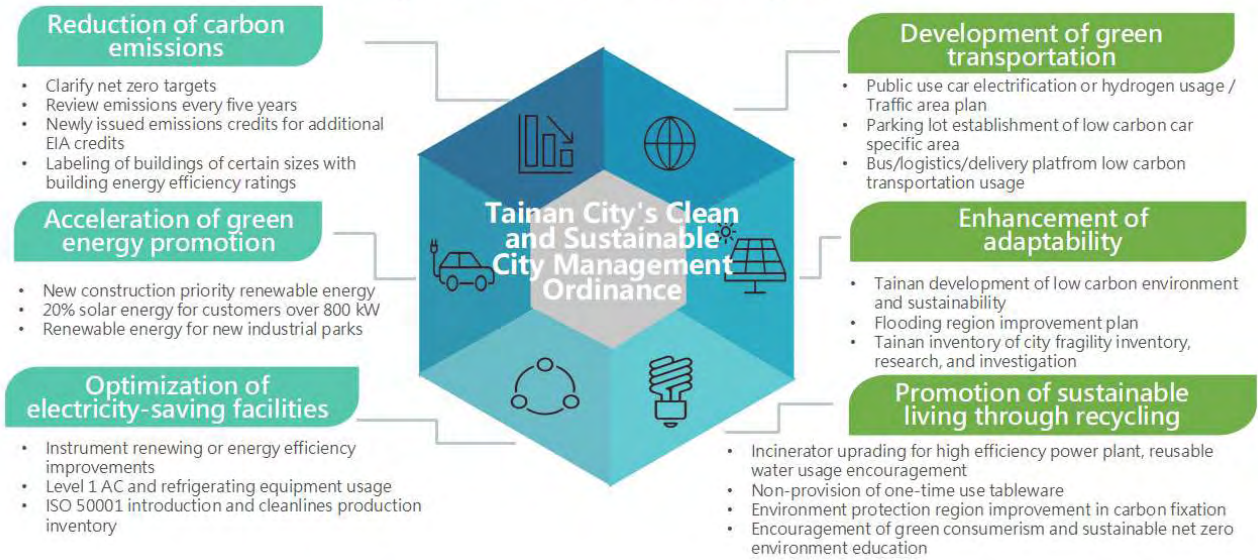 Reduction of carbon
emissions
• Clarify net zero targets
• Review emissions every five years
• Newly issued emissions credits for additional
EIA credits
• Labeling of buildings of certain sizes with
building energy efficiency ratings
Acceleration of green
energy promotion
• New construction priority renewable energy
• 20% solar energy for customers over 800 kW
• Renewable energy for new industrial parks
Optimization of
electricity-saving facilities
• Instrument renewing or energy efficiency
improvements
• Level 1 AC and refrigerating equipment usage
• ISO 50001 introduction and cleanlines production
inventory
Tainan City's Clean
and Sustainable
City Management
Ordinance
Development of green
transportation
• Public use car electrification or hydrogen usage /
Traffic area plan
• Parking lot establishment of low carbon car
specific area
• Bus/logistics/delivery platfrom low carbon
transportation usage
Enhancement of
adaptability
• Tainan development of low carbon environment
and sustainability
• Flooding region improvement plan
• Tainan inventory of city fragility inventory,
research, and investigation
Promotion of sustainable
living through recycling
• Incinerator uprading for high efficiency power plant, reusable
water usage encouragement
• Non-provision of one-time use tableware
• Environment protection region improvement in carbon fixation
• Encouragement of green consumerism and sustainable net zero
environment education